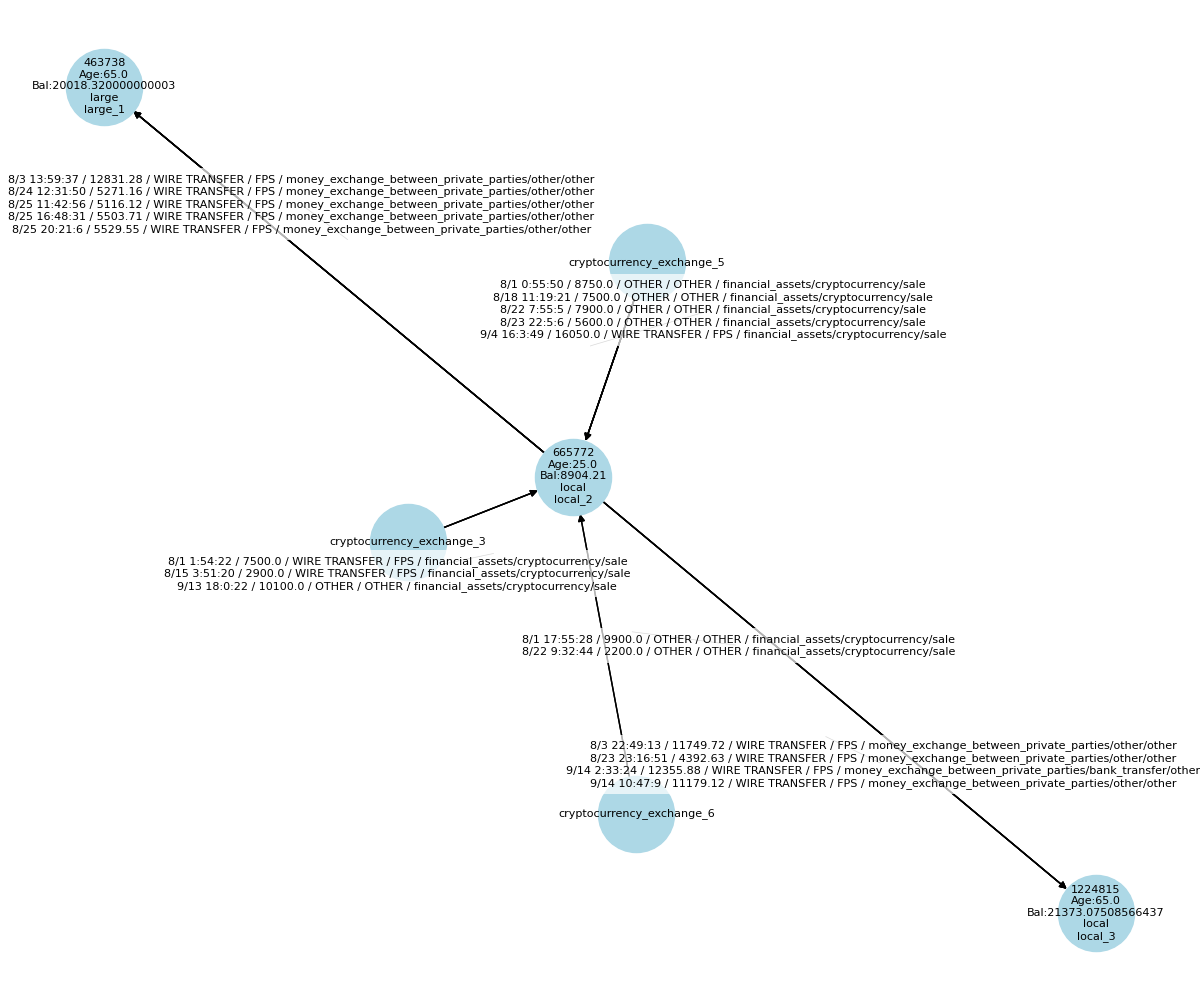 463738
Age:65.0
Bal:20018.320000000003
large
large_1
8/3 13:59:37 / 12831.28 / WIRE TRANSFER / FPS / money_exchange_between_private_parties/other/other
8/24 12:31:50 / 5271.16 / WIRE TRANSFER / FPS / money_exchange_between_private_parties/other/other
8/25 11:42:56 / 5116.12 / WIRE TRANSFER / FPS / money_exchange_between_private_parties/other/other
8/25 16:48:31 / 5503.71 / WIRE TRANSFER / FPS / money_exchange_between_private_parties/other/other
8/25 20:21:6 / 5529.55 / WIRE TRANSFER / FPS / money_exchange_between_private_parties/other/other
cryptocurrency_exchange_5
8/1 0:55:50 / 8750.0 / OTHER / OTHER / financial_assets/cryptocurrency/sale
8/18 11:19:21 / 7500.0 / OTHER / OTHER / financial_assets/cryptocurrency/sale
8/22 7:55:5 / 7900.0 / OTHER / OTHER / financial_assets/cryptocurrency/sale
8/23 22:5:6 / 5600.0 / OTHER / OTHER / financial_assets/cryptocurrency/sale
9/4 16:3:49 / 16050.0 / WIRE TRANSFER / FPS / financial_assets/cryptocurrency/sale
665772
Age:25.0
Bal:8904.21
local
local_2
cryptocurrency_exchange_3
8/1 1:54:22 / 7500.0 / WIRE TRANSFER / FPS / financial_assets/cryptocurrency/sale
8/15 3:51:20 / 2900.0 / WIRE TRANSFER / FPS / financial_assets/cryptocurrency/sale
9/13 18:0:22 / 10100.0 / OTHER / OTHER / financial_assets/cryptocurrency/sale
8/1 17:55:28 / 9900.0 / OTHER / OTHER / financial_assets/cryptocurrency/sale
8/22 9:32:44 / 2200.0 / OTHER / OTHER / financial_assets/cryptocurrency/sale
8/3 22:49:13 / 11749.72 / WIRE TRANSFER / FPS / money_exchange_between_private_parties/other/other
8/23 23:16:51 / 4392.63 / WIRE TRANSFER / FPS / money_exchange_between_private_parties/other/other
9/14 2:33:24 / 12355.88 / WIRE TRANSFER / FPS / money_exchange_between_private_parties/bank_transfer/other
9/14 10:47:9 / 11179.12 / WIRE TRANSFER / FPS / money_exchange_between_private_parties/other/other
cryptocurrency_exchange_6
1224815
Age:65.0
Bal:21373.07508566437
local
local_3